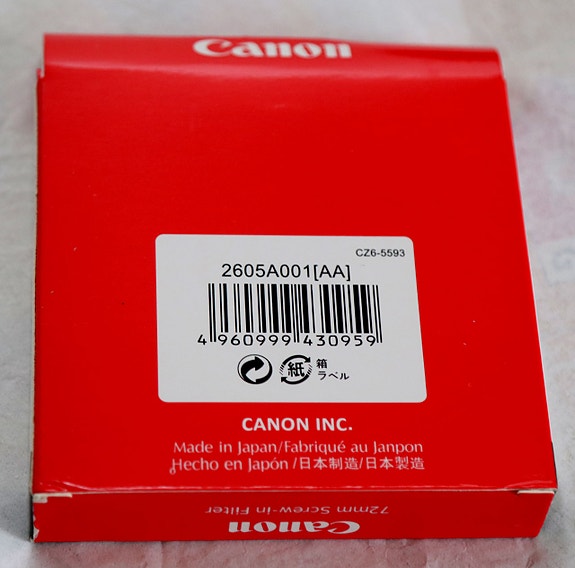 Canon
CZ6-5593
2605A001[AA]
4 960999 430959
紙 箱
ラベル
CANON INC.
Made in Japan/Fabriqué au Janpon
Hecho en Japón/日本制造/日本製造
72mm Screw-in Filter
Canon